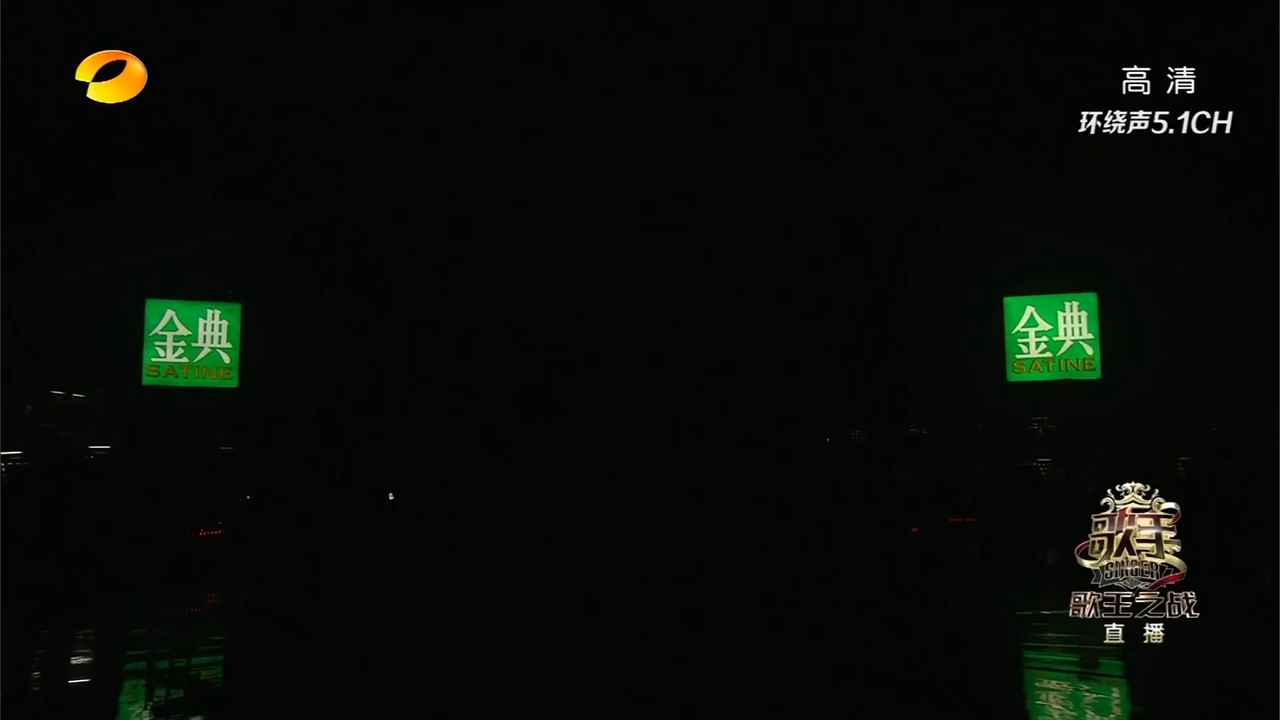 高清
环绕声5.1CH
金典
SATINE
金典
SATINE
歌手
SINGER
歌王之战
直播